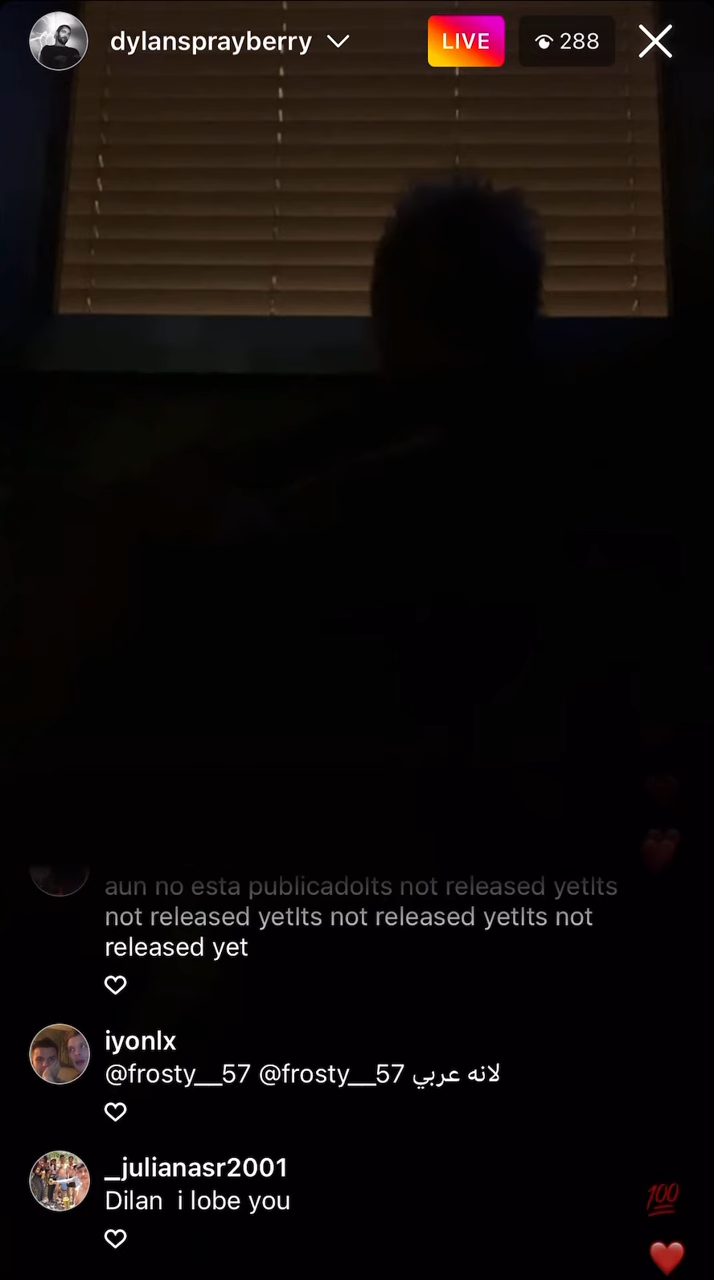 dylansprayberry
LIVE
288
aun no esta publicadoIts not released yetIts
not released yetIts not released yetIts not
released yet
iyonlx
@frosty__57 @frosty__57 لانه عربي
_julianasr2001
Dilan i lobe you
💯